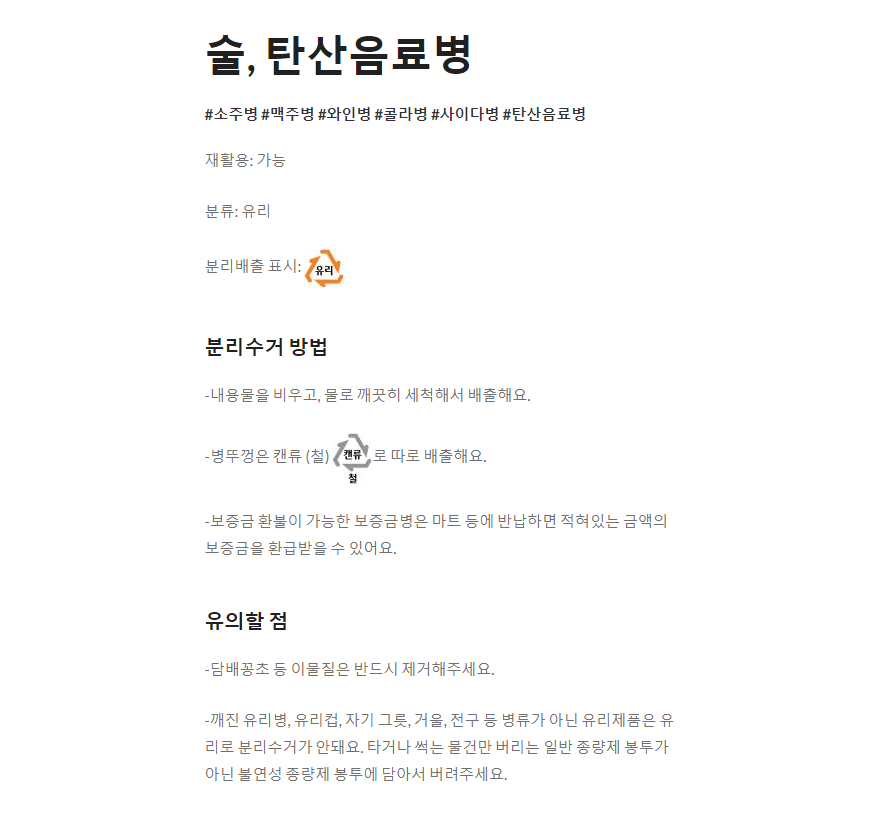 술, 탄산음료병
#소주병 #맥주병 #와인병 #콜라병 #사이다병 #탄산음료병
재활용: 가능
분류: 유리
분리배출 표시: 유리
분리수거 방법
-내용물을 비우고, 물로 깨끗히 세척해서 배출해요.
-병뚜껑은 캔류 (철) 캔류 철 로 따로 배출해요.
-보증금 환불이 가능한 보증금병은 마트 등에 반납하면 적혀있는 금액의
보증금을 환급받을 수 있어요.
유의할 점
-담배꽁초 등 이물질은 반드시 제거해주세요.
-깨진 유리병, 유리컵, 자기 그릇, 거울, 전구 등 병류가 아닌 유리제품은 유
리로 분리수거가 안돼요. 타거나 썩는 물건만 버리는 일반 종량제 봉투가
아닌 불연성 종량제 봉투에 담아서 버려주세요.